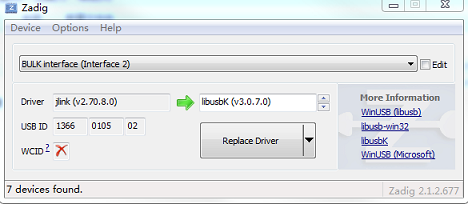 Zadig
Device Options Help
BULK interface (Interface 2)
Edit
Driver jlink (v2.70.8.0) libusbK (v3.0.7.0)
USB ID 1366 0105 02
WCID ?
Replace Driver
More Information
WinUSB (libusb)
libusb-win32
libusbK
WinUSB (Microsoft)
7 devices found.
Zadig 2.1.2.677